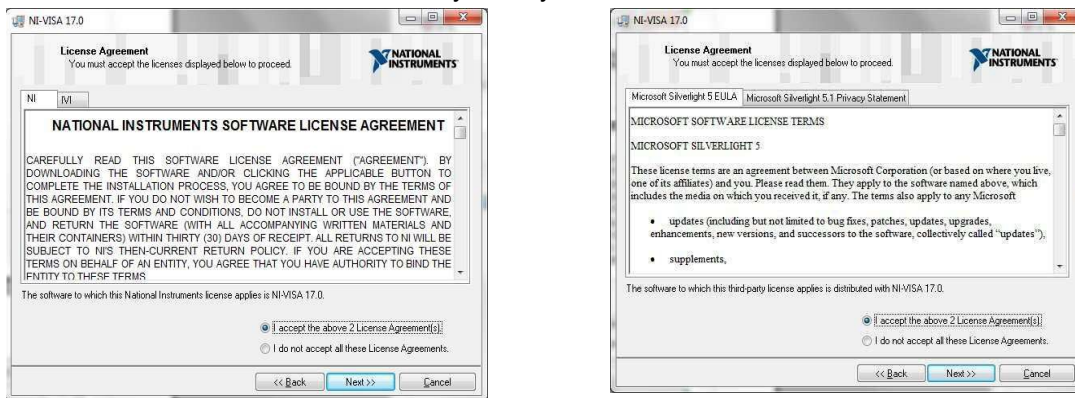 NI-VISA 17.0
License Agreement
You must accept the licenses displayed below to proceed.
NATIONAL
INSTRUMENTS
NI IVI
NATIONAL INSTRUMENTS SOFTWARE LICENSE AGREEMENT
CAREFULLY READ THIS SOFTWARE LICENSE AGREEMENT ("AGREEMENT"). BY
DOWNLOADING THE SOFTWARE AND/OR CLICKING THE APPLICABLE BUTTON TO
COMPLETE THE INSTALLATION PROCESS, YOU AGREE TO BE BOUND BY THE TERMS OF
THIS AGREEMENT. IF YOU DO NOT WISH TO BECOME A PARTY TO THIS AGREEMENT AND
BE BOUND BY ITS TERMS AND CONDITIONS, DO NOT INSTALL OR USE THE SOFTWARE,
AND RETURN THE SOFTWARE (WITH ALL ACCOMPANYING WRITTEN MATERIALS AND
THEIR CONTAINERS) WITHIN THIRTY (30) DAYS OF RECEIPT. ALL RETURNS TO NI WILL BE
SUBJECT TO NI'S THEN-CURRENT RETURN POLICY. IF YOU ARE ACCEPTING THESE
TERMS ON BEHALF OF AN ENTITY, YOU AGREE THAT YOU HAVE AUTHORITY TO BIND THE
ENTITY TO THESE TERMS
The software to which this National Instruments license applies is NI-VISA 17.0.
I accept the above 2 License Agreement(s).
I do not accept all these License Agreements.
<< Back Next >> Cancel
NI-VISA 17.0
License Agreement
You must accept the licenses displayed below to proceed.
NATIONAL
INSTRUMENTS
Microsoft Silverlight 5 EULA Microsoft Silverlight 5.1 Privacy Statement
MICROSOFT SOFTWARE LICENSE TERMS
MICROSOFT SILVERLIGHT 5
These license terms are an agreement between Microsoft Corporation (or based on where you live,
one of its affiliates) and you. Please read them. They apply to the software named above, which
includes the media on which you received it, if any. The terms also apply to any Microsoft
• updates (including but not limited to bug fixes, patches, updates, upgrades,
enhancements, new versions, and successors to the software, collectively called "updates"),
• supplements,
The software to which this third-party license applies is distributed with NI-VISA 17.0.
I accept the above 2 License Agreement(s).
I do not accept all these License Agreements.
<< Back Next >> Cancel